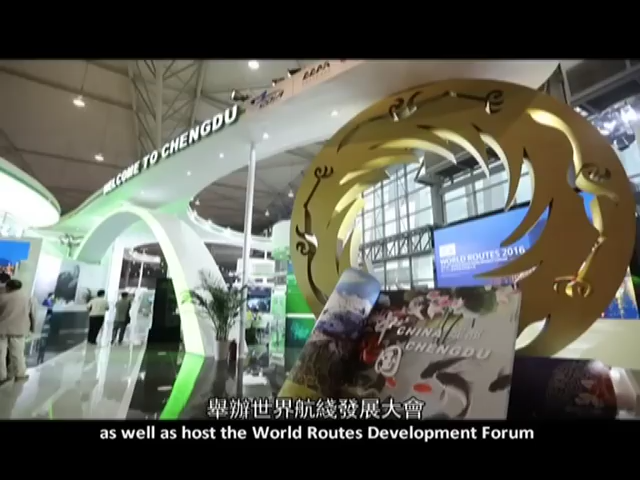 WELCOME TO CHENGDU
WORLD ROUTES 2016
CHINA
CHENGDU
舉辦世界航綫發展大會
as well as host the World Routes Development Forum